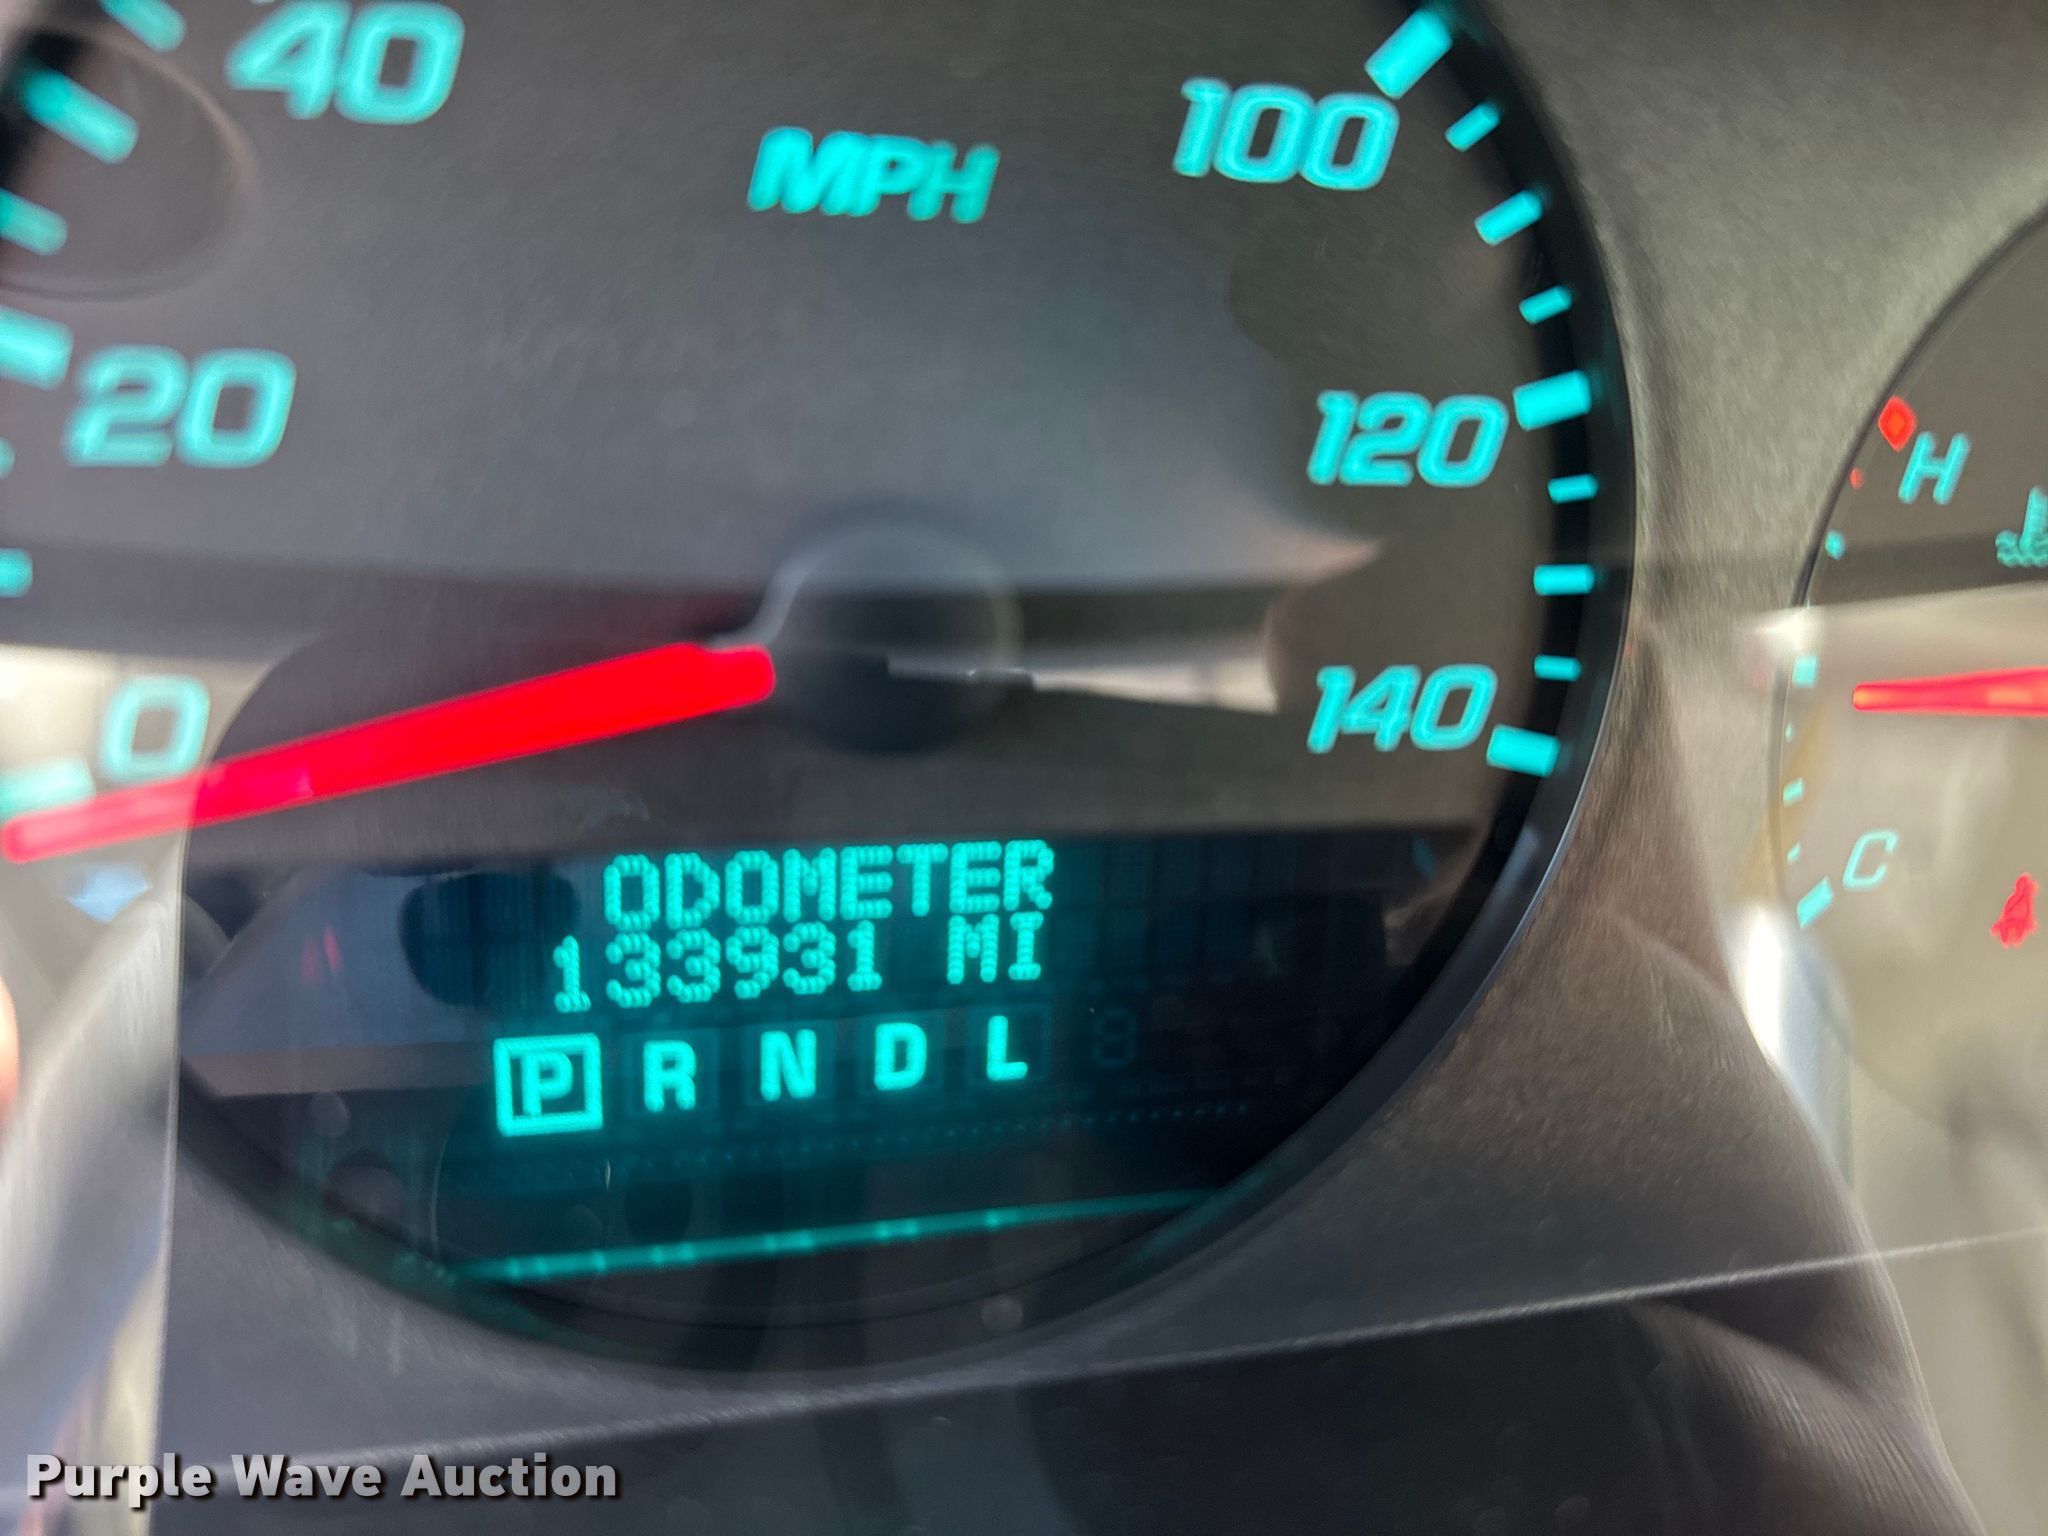 40
MPH
100
20
120
H
0
140
ODOMETER
133931 MI
C
P R N D L
Purple Wave Auction